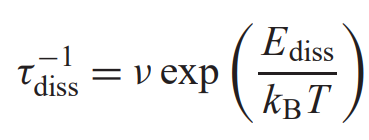 τ_diss^{-1} = ν exp ( E_diss / k_B T )